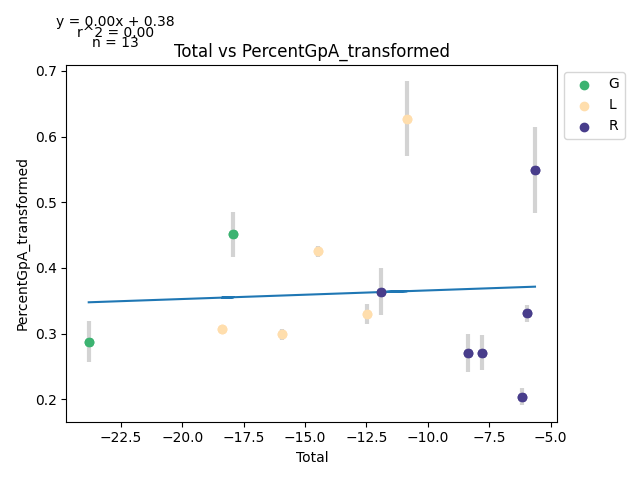 y = 0.00x + 0.38
r^2 = 0.00
n = 13
Total vs PercentGpA_transformed
G
L
R
PercentGpA_transformed
0.7
0.6
0.5
0.4
0.3
0.2
−22.5 −20.0 −17.5 −15.0 −12.5 −10.0 −7.5 −5.0
Total